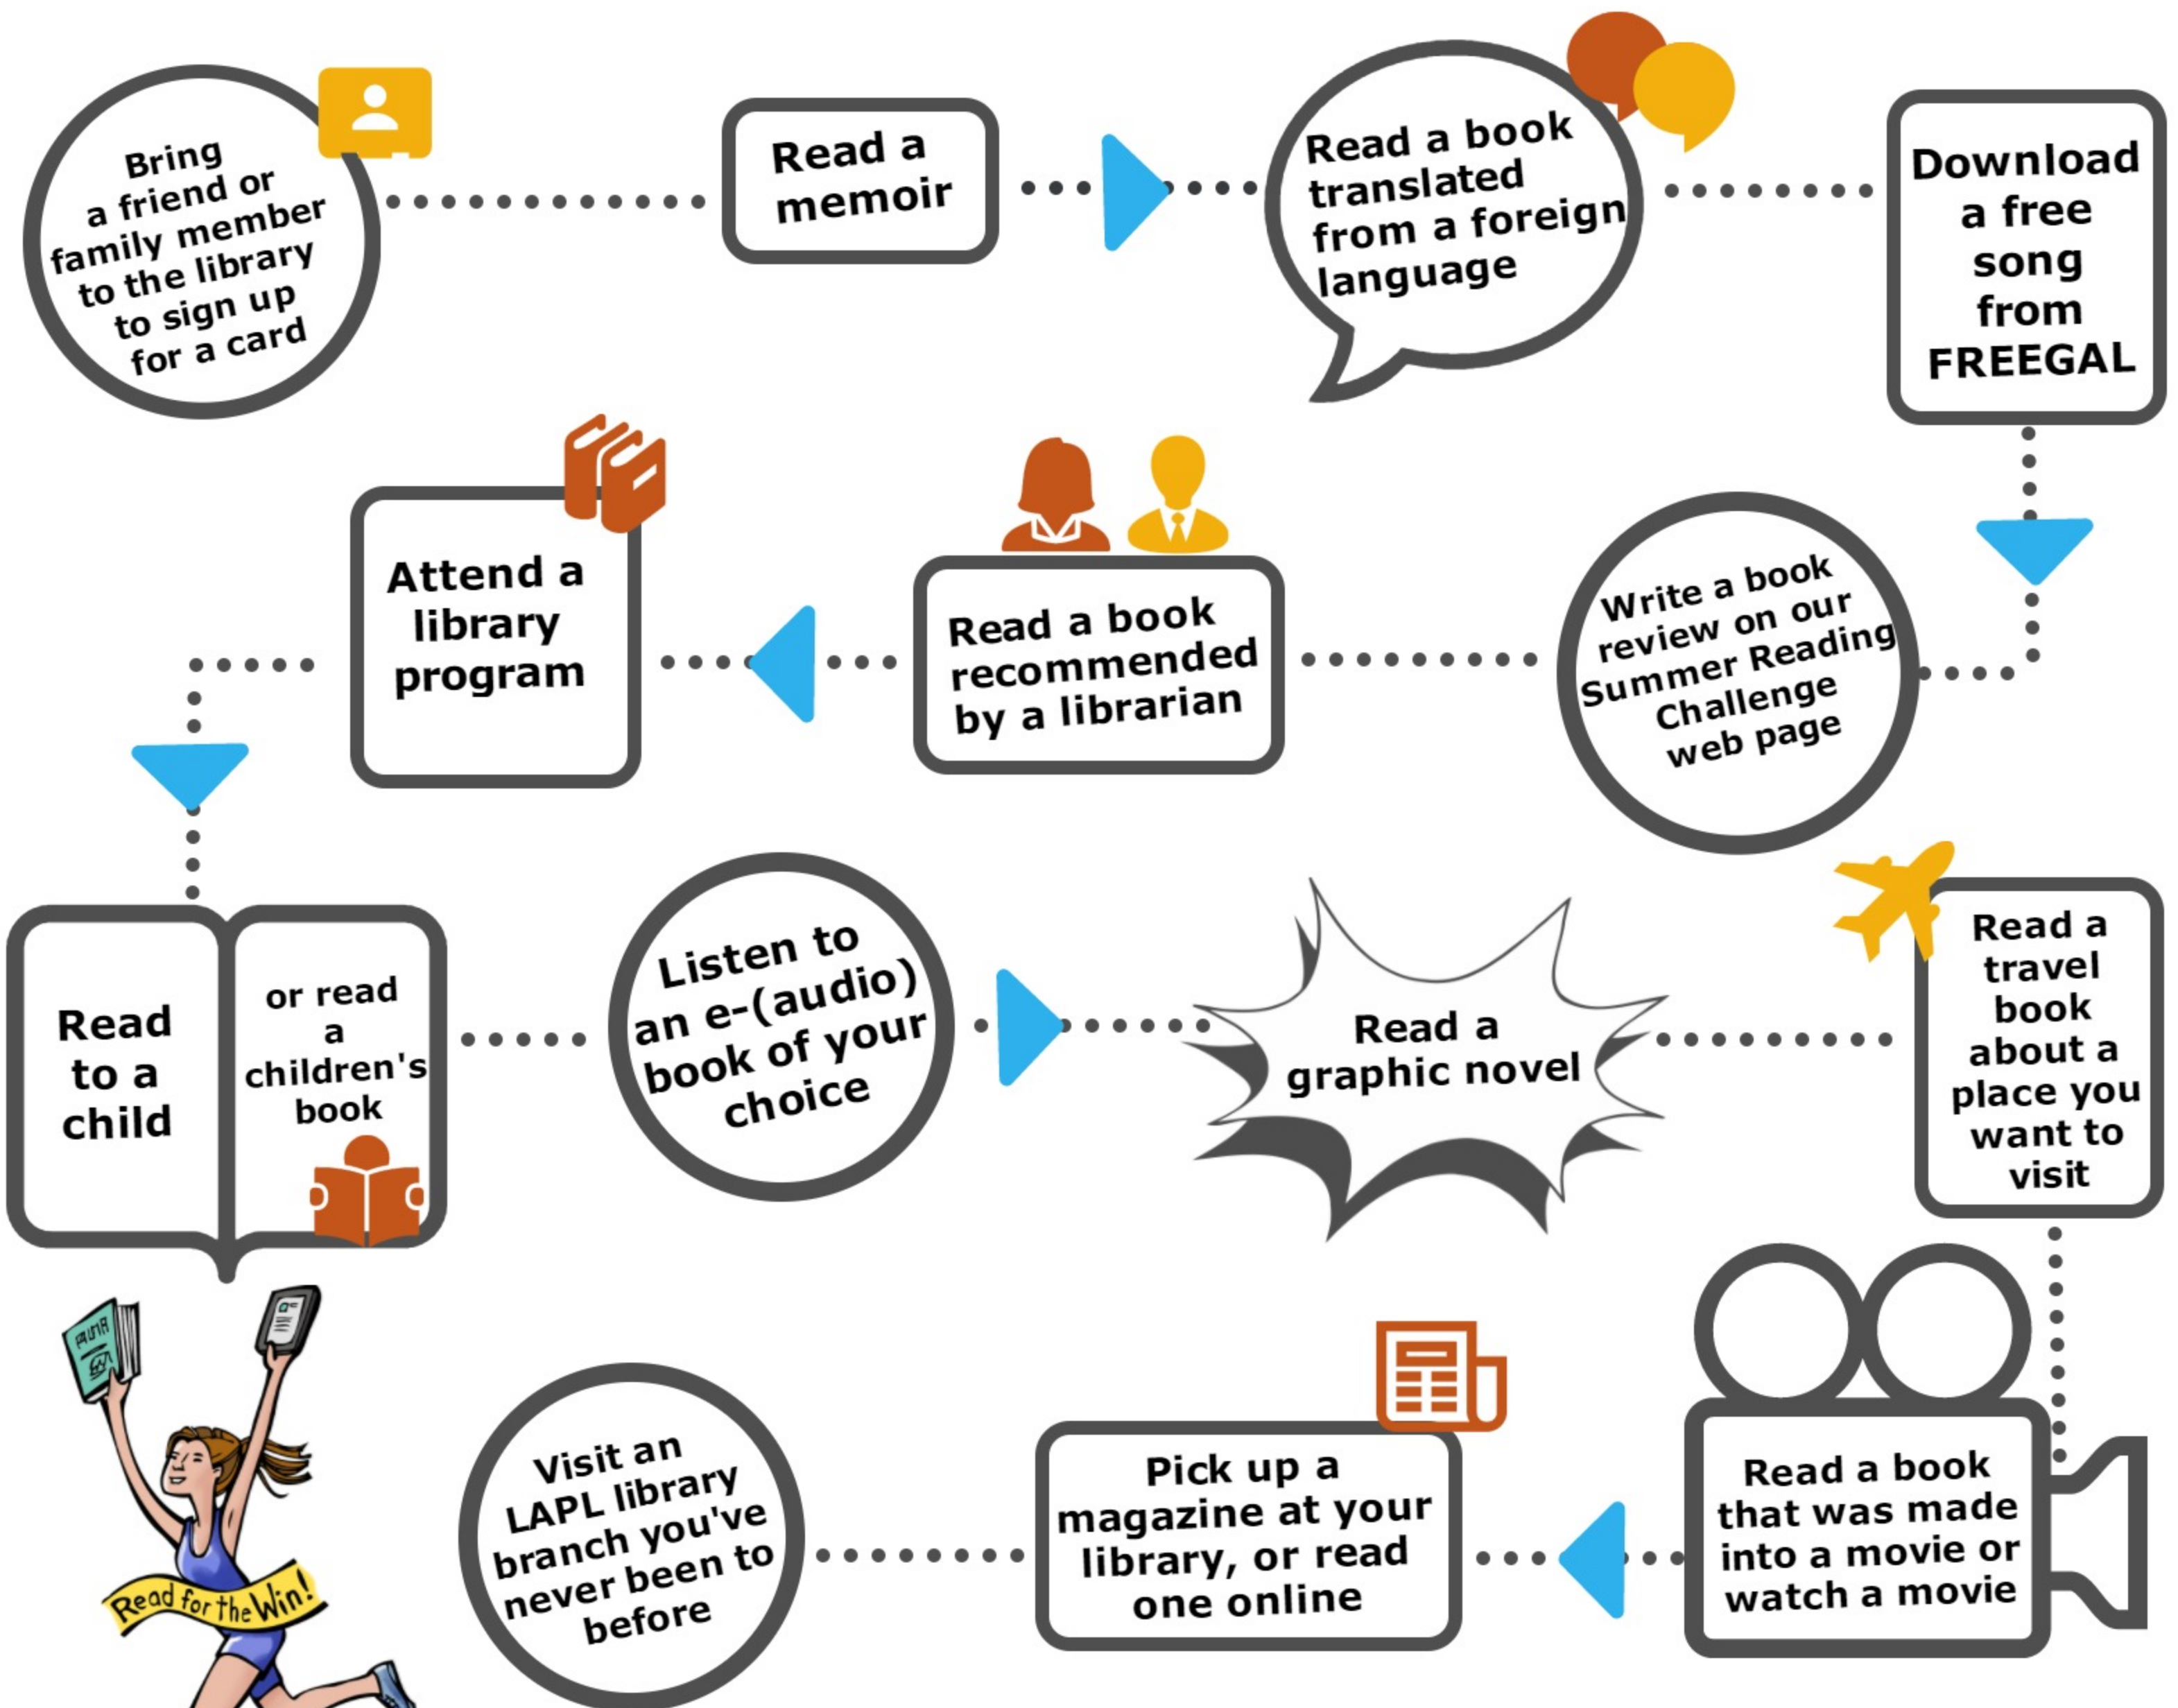 Bring
a friend or
family member
to the library
to sign up
for a card
Read a
memoir
Read a book
translated
from a foreign
language
Download
a free
song
from
FREEGAL
Write a book
review on our
Summer Reading
Challenge
web page
Read a book
recommended
by a librarian
Attend a
library
program
Read
to a
child
or read
a
children's
book
Listen to
an e-(audio)
book of your
choice
Read a
graphic novel
Read a
travel
book
about a
place you
want to
visit
Read a book
that was made
into a movie or
watch a movie
Pick up a
magazine at your
library, or read
one online
Visit an
LAPL library
branch you've
never been to
before
Read for the Win!